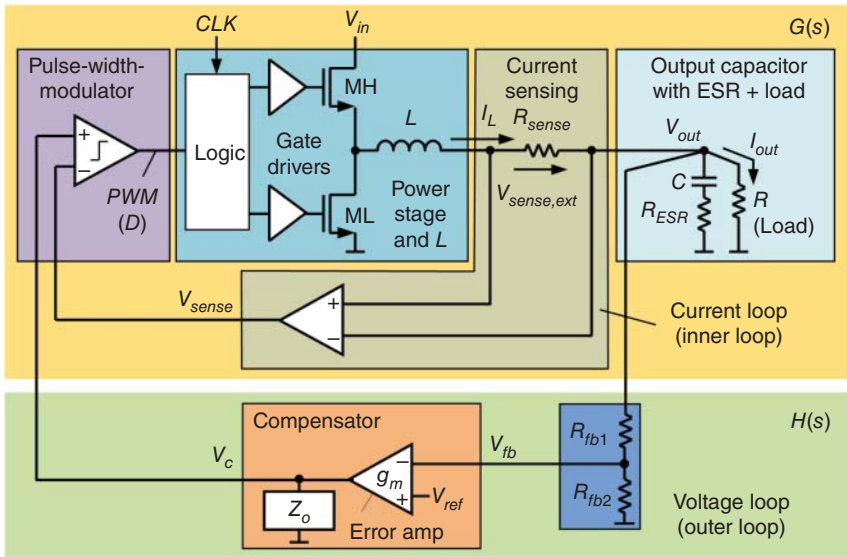 CLK
V_in
G(s)
Pulse-width-
modulator
Current
sensing
Output capacitor
with ESR + load
MH
L
I_L
R_sense
V_out
I_out
+
−
Logic
Gate
drivers
PWM
(D)
ML
Power
stage
and L
V_sense,ext
C
R_ESR
R
(Load)
V_sense
+
−
Current loop
(inner loop)
Compensator
H(s)
V_c
V_fb
R_fb1
g_m
−
+
V_ref
Z_o
Error amp
R_fb2
Voltage loop
(outer loop)